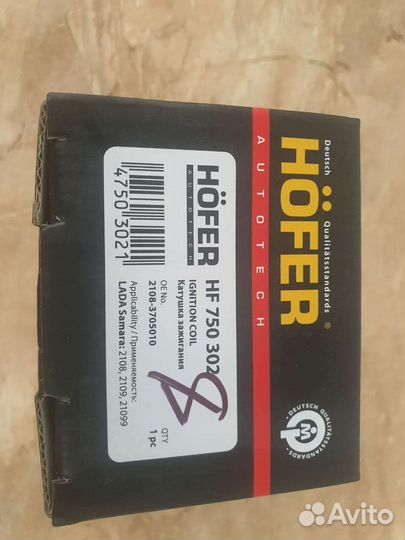 Deutsch Qualitätsstandards
HÖFER®
AUTOTECH
DEUTSCH QUALITÄTSSTANDARDS
HÖFER
AUTOTECH
HF 750 302
IGNITION COIL
Катушка зажигания
OE No.
2108-3705010
QTY
1 pc
Applicability / Применяемость:
LADA Samara: 2108, 2109, 21099
4750 3021
8
Avito